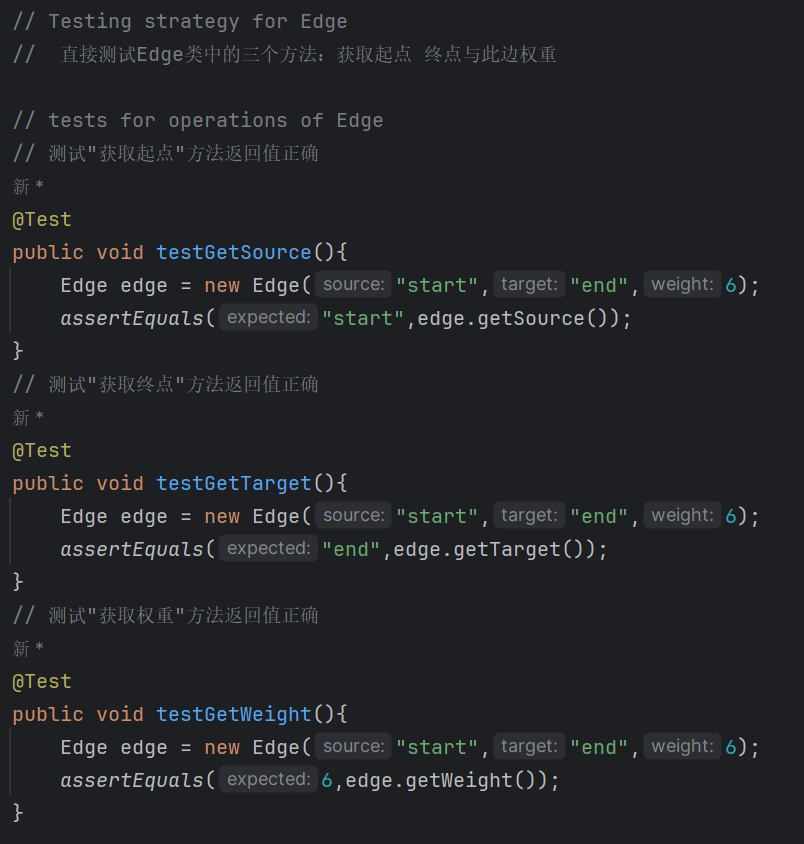 // Testing strategy for Edge
//  直接测试Edge类中的三个方法：获取起点 终点与此边权重
// tests for operations of Edge
// 测试"获取起点"方法返回值正确
新 *
@Test
public void testGetSource(){
    Edge edge = new Edge( source: "start", target: "end", weight: 6);
    assertEquals( expected: "start",edge.getSource());
}
// 测试"获取终点"方法返回值正确
新 *
@Test
public void testGetTarget(){
    Edge edge = new Edge( source: "start", target: "end", weight: 6);
    assertEquals( expected: "end",edge.getTarget());
}
// 测试"获取权重"方法返回值正确
新 *
@Test
public void testGetWeight(){
    Edge edge = new Edge( source: "start", target: "end", weight: 6);
    assertEquals( expected: 6,edge.getWeight());
}